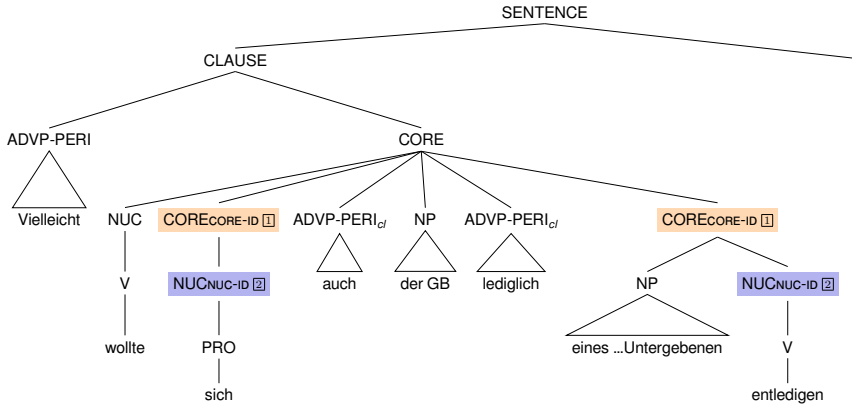 SENTENCE
CLAUSE
ADVP-PERI CORE
Vielleicht NUC CORECORE-ID 1 ADVP-PERIcl NP ADVP-PERIcl CORECORE-ID 1
V NUCNUC-ID 2 auch der GB lediglich NP NUCNUC-ID 2
wollte PRO eines ...Untergebenen V
sich entledigen